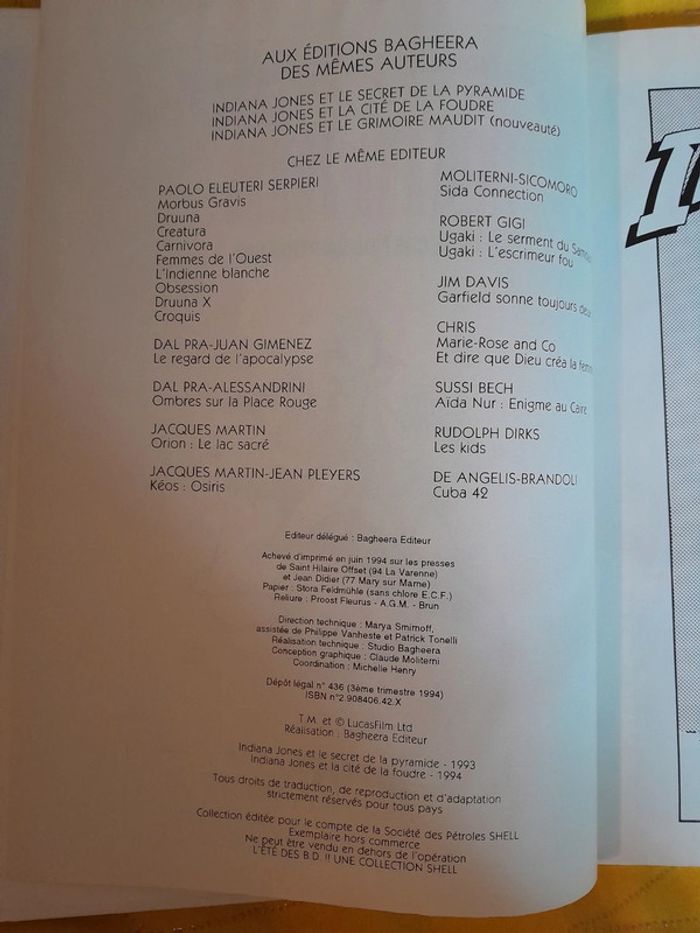 AUX ÉDITIONS BAGHEERA
DES MÊMES AUTEURS
INDIANA JONES ET LE SECRET DE LA PYRAMIDE
INDIANA JONES ET LA CITÉ DE LA FOUDRE
INDIANA JONES ET LE GRIMOIRE MAUDIT (nouveauté)
CHEZ LE MÊME EDITEUR
PAOLO ELEUTERI SERPIERI
Morbus Gravis
Druuna
Creatura
Carnivora
Femmes de l'Ouest
L'Indienne blanche
Obsession
Druuna X
Croquis
DAL PRA-JUAN GIMENEZ
Le regard de l'apocalypse
DAL PRA-ALESSANDRINI
Ombres sur la Place Rouge
JACQUES MARTIN
Orion : Le lac sacré
JACQUES MARTIN-JEAN PLEYERS
Kéos : Osiris
MOLITERNI-SICOMORO
Sida Connection
ROBERT GIGI
Ugaki : Le serment du
Ugaki : L'escrimeur fou
JIM DAVIS
Garfield sonne toujours
CHRIS
Marie-Rose and Co
Et dire que Dieu créa la
SUSSI BECH
Aïda Nur : Enigme au Caire
RUDOLPH DIRKS
Les kids
DE ANGELIS-BRANDOLI
Cuba 42
Editeur délégué : Bagheera Editeur
Achevé d'imprimé en juin 1994 sur les presses
de Saint Hilaire Offset (94 La Varenne)
et Jean Didier (77 Mary sur Marne)
Papier : Stora Feldmühle (sans chlore E.C.F.)
Reliure : Proost Fleurus - A.G.M. - Brun
Direction technique : Marya Smirnoff,
assistée de Philippe Vanheste et Patrick Tonelli
Réalisation technique : Studio Bagheera
Conception graphique : Claude Moliterni
Coordination : Michelle Henry
Dépôt légal n° 436 (3ème trimestre 1994)
ISBN n°2.908406.42.X
T.M. et © LucasFilm Ltd
Réalisation : Bagheera Editeur
Indiana Jones et le secret de la pyramide - 1993
Indiana Jones et la cité de la foudre - 1994
Tous droits de traduction, de reproduction et d'adaptation
strictement réservés pour tous pays
Collection éditée pour le compte de la Société des Pétroles SHELL
Exemplaire hors commerce
Ne peut être vendu en dehors de l'opération
L'ÉTÉ DES B.D. !! UNE COLLECTION SHELL